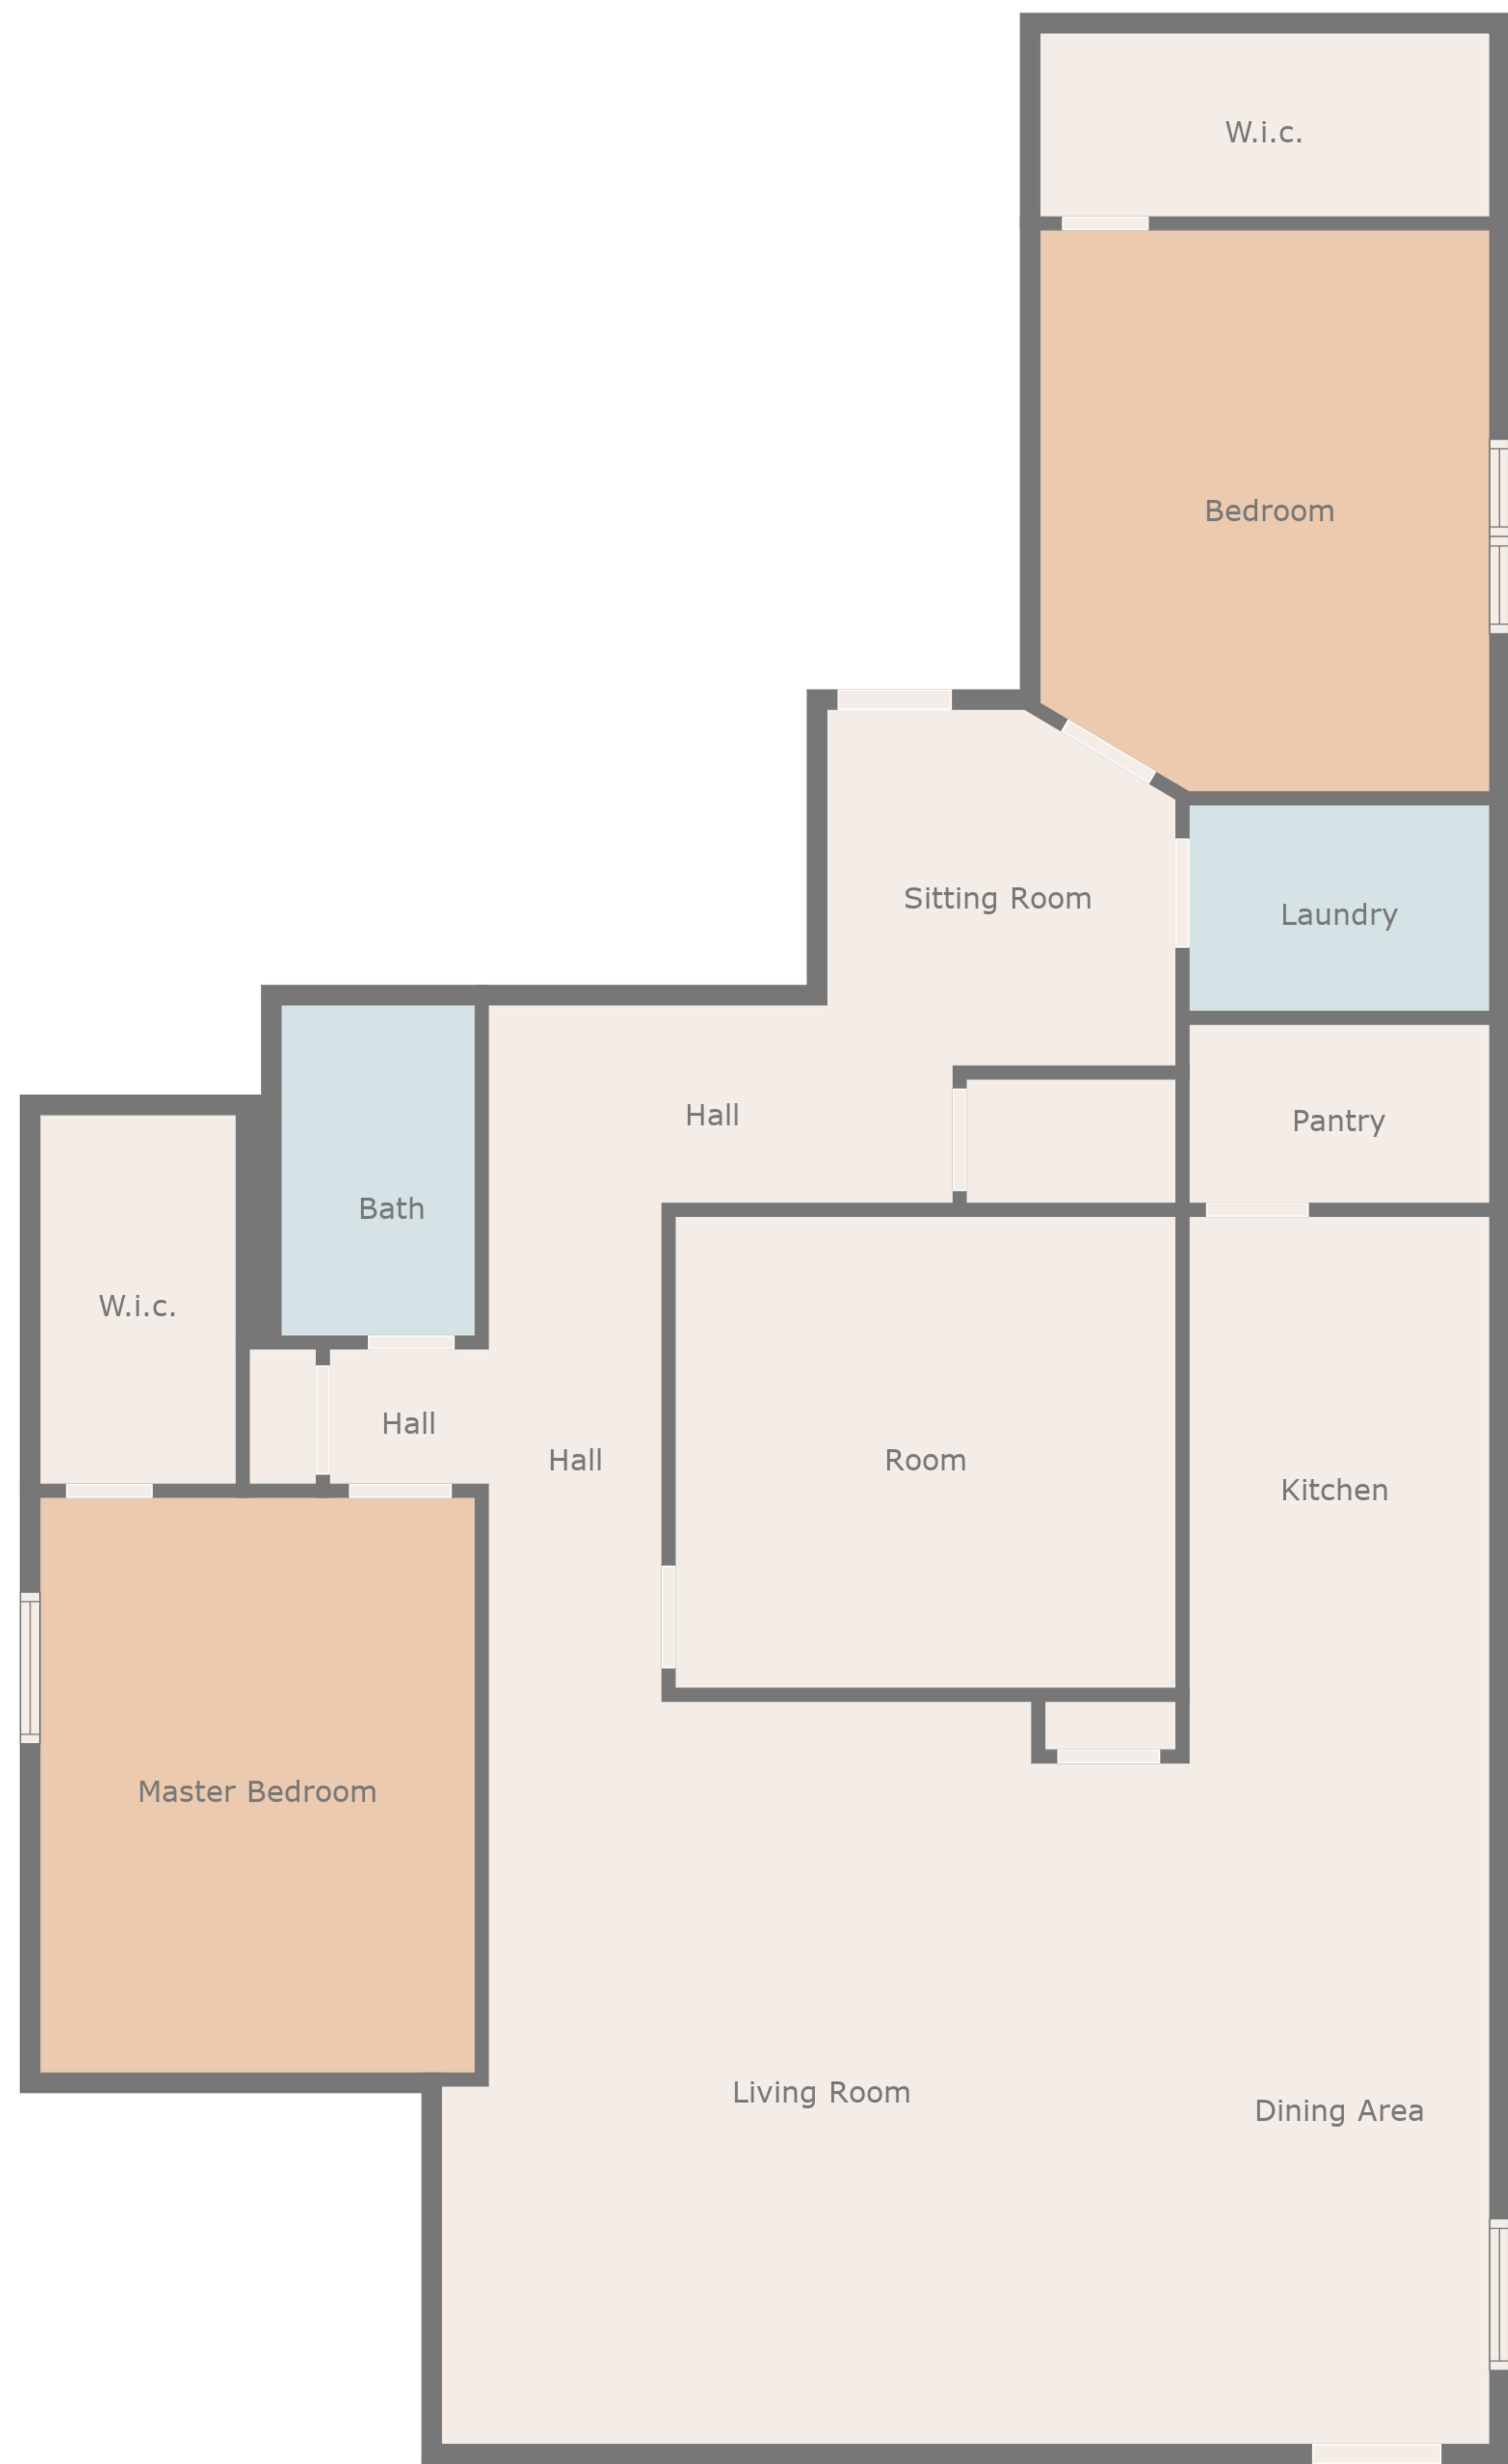 W.i.c.
Bedroom
Sitting Room
Laundry
Hall
Pantry
Bath
W.i.c.
Hall
Hall
Room
Kitchen
Master Bedroom
Living Room
Dining Area